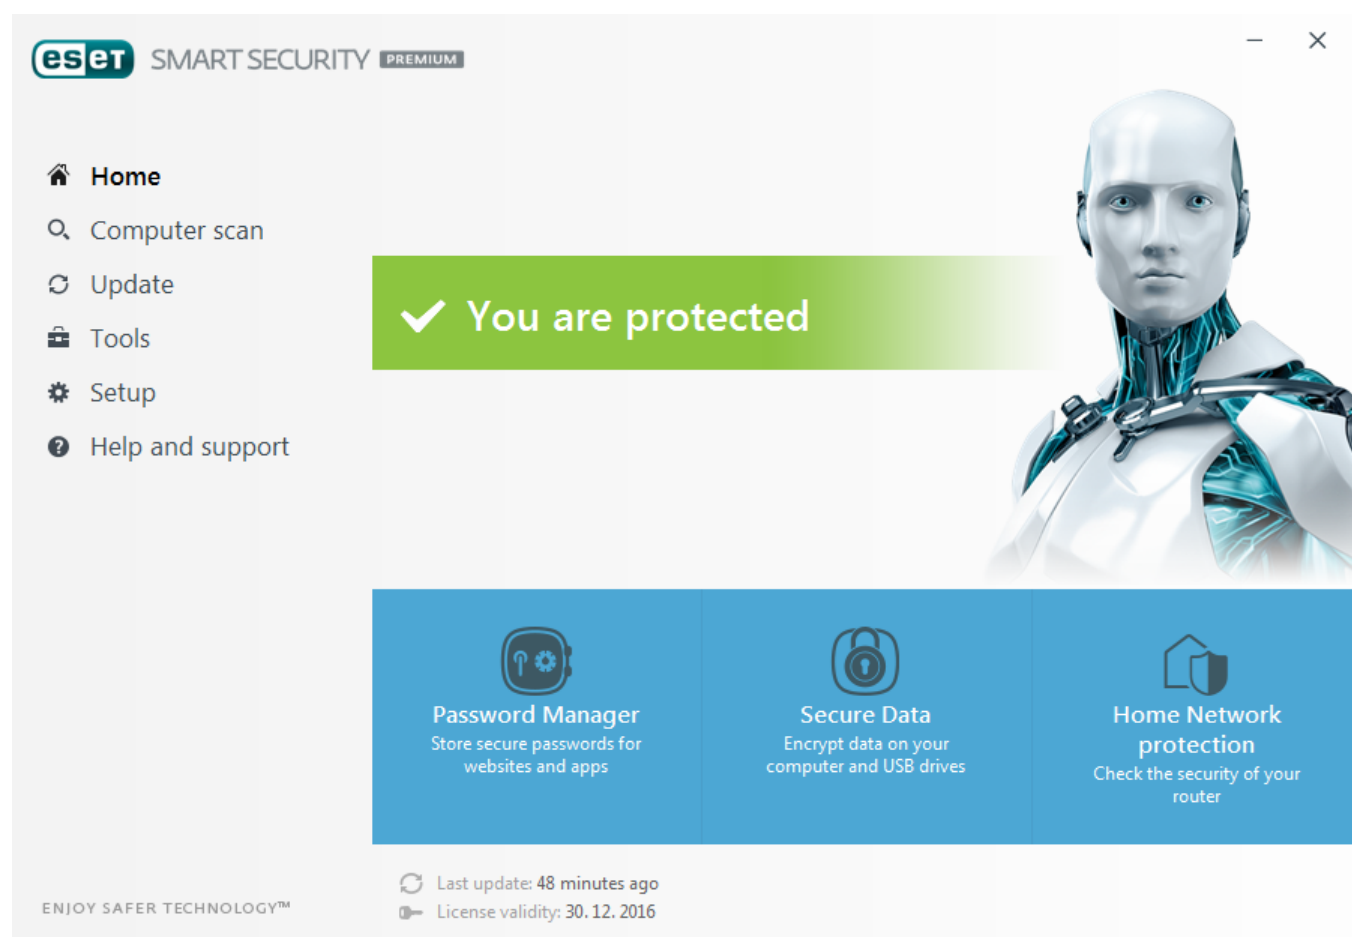 eset SMART SECURITY PREMIUM
Home
Computer scan
Update
Tools
Setup
Help and support
You are protected
Password Manager
Store secure passwords for
websites and apps
Secure Data
Encrypt data on your
computer and USB drives
Home Network
protection
Check the security of your
router
Last update: 48 minutes ago
License validity: 30. 12. 2016
ENJOY SAFER TECHNOLOGY™